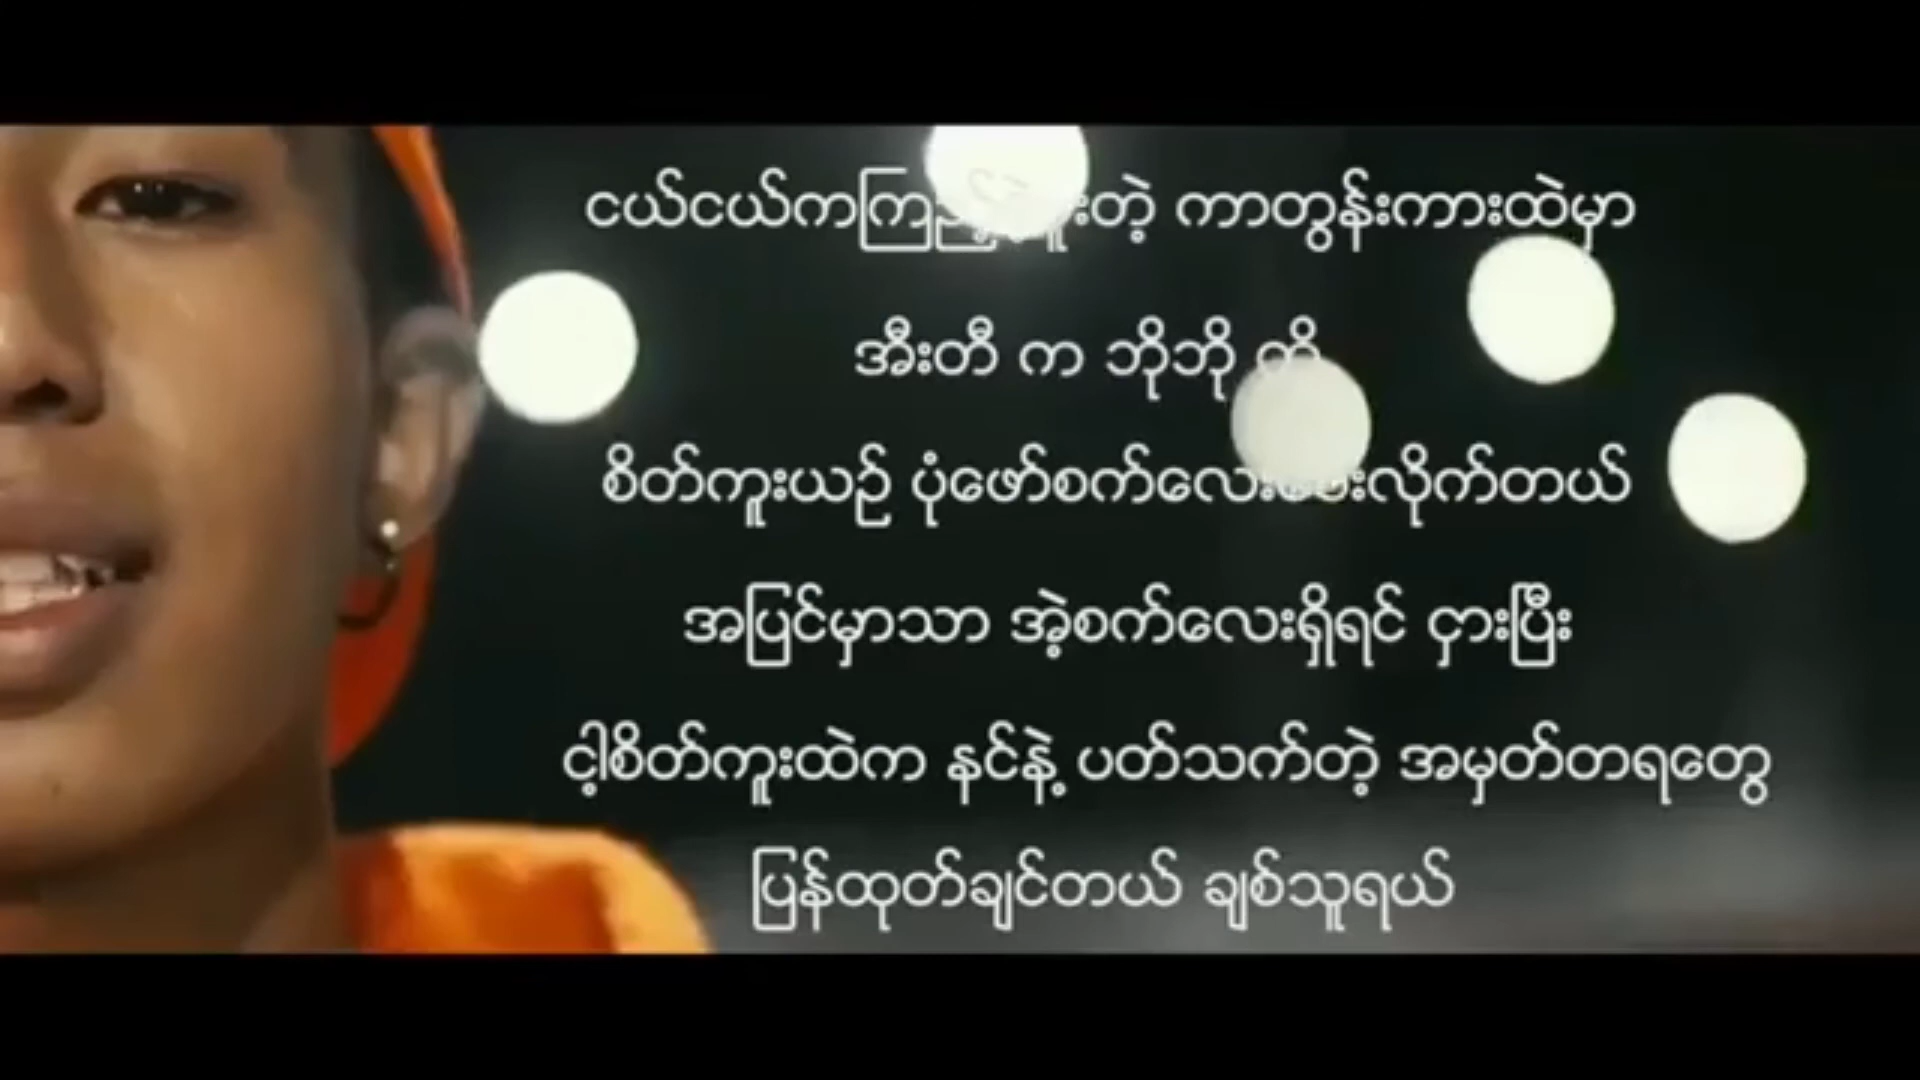 ငယ်ငယ်က ကာတွန်းကားထဲမှာ
အီးတီ က ဘိုဘို ကို
စိတ်ကူးယဉ် ပုံဖော်စက်လေးပေးလိုက်တယ်
အပြင်မှာသာ အဲ့စက်လေးရှိရင် ငှားပြီး
ငါ့စိတ်ကူးထဲက နင်နဲ့ ပတ်သက်တဲ့ အမှတ်တရတွေ
ပြန်ထုတ်ချင်တယ် ချစ်သူရယ်